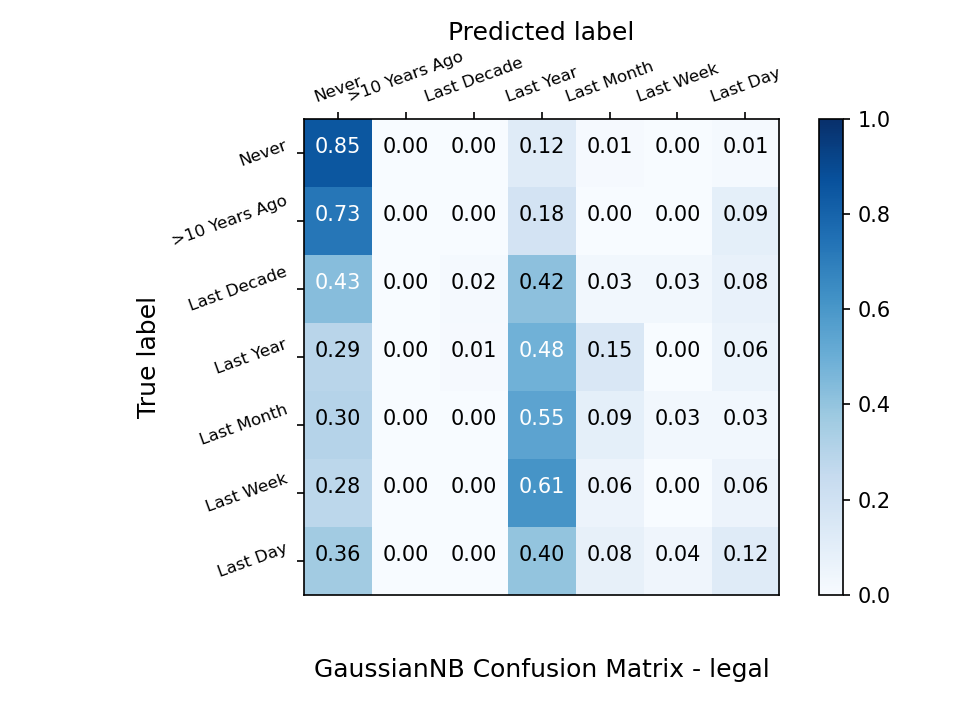 Predicted label
Never >10 Years Ago Last Decade Last Year Last Month Last Week Last Day
True label
Never 0.85 0.00 0.00 0.12 0.01 0.00 0.01
>10 Years Ago 0.73 0.00 0.00 0.18 0.00 0.00 0.09
Last Decade 0.43 0.00 0.02 0.42 0.03 0.03 0.08
Last Year 0.29 0.00 0.01 0.48 0.15 0.00 0.06
Last Month 0.30 0.00 0.00 0.55 0.09 0.03 0.03
Last Week 0.28 0.00 0.00 0.61 0.06 0.00 0.06
Last Day 0.36 0.00 0.00 0.40 0.08 0.04 0.12
1.0
0.8
0.6
0.4
0.2
0.0
GaussianNB Confusion Matrix - legal